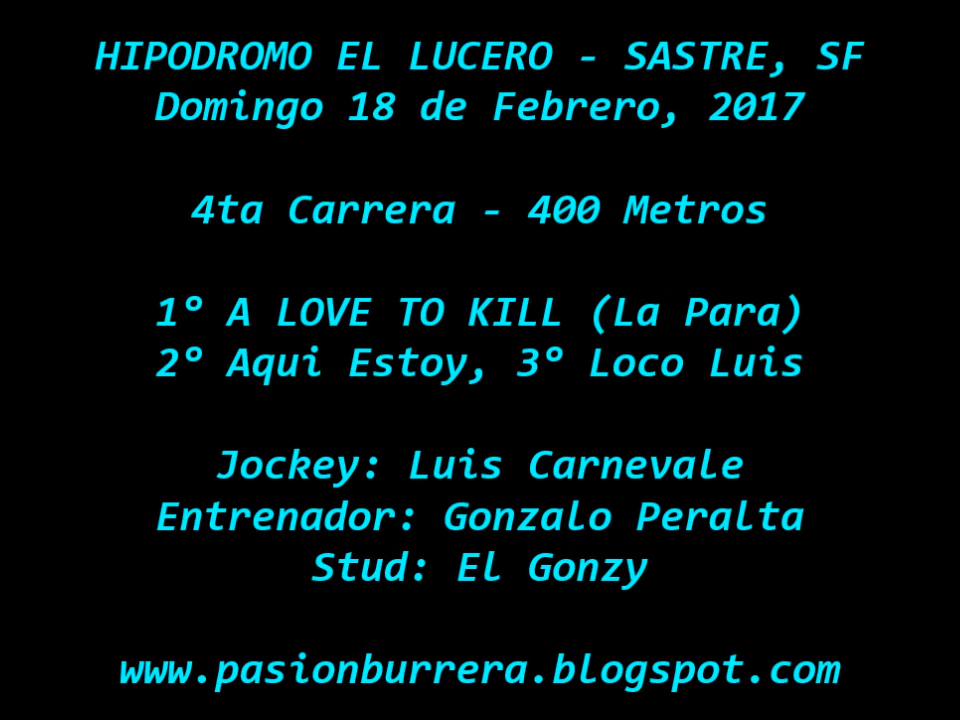 HIPODROMO EL LUCERO - SASTRE, SF
Domingo 18 de Febrero, 2017
4ta Carrera - 400 Metros
1° A LOVE TO KILL (La Para)
2° Aqui Estoy, 3° Loco Luis
Jockey: Luis Carnevale
Entrenador: Gonzalo Peralta
Stud: El Gonzy
www.pasionburrera.blogspot.com